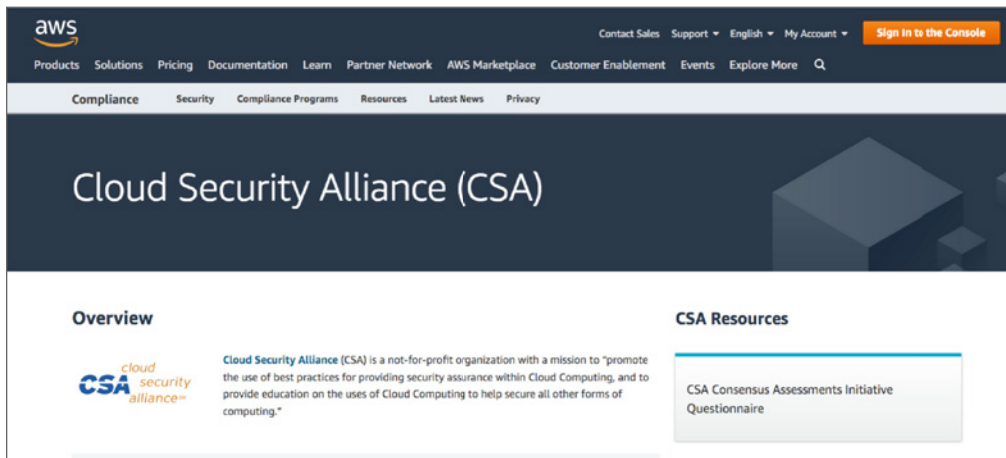 aws
Contact Sales Support English My Account Sign In to the Console
Products Solutions Pricing Documentation Learn Partner Network AWS Marketplace Customer Enablement Events Explore More
Compliance Security Compliance Programs Resources Latest News Privacy
Cloud Security Alliance (CSA)
Overview
cloud
CSA security
alliance℠
Cloud Security Alliance (CSA) is a not-for-profit organization with a mission to "promote
the use of best practices for providing security assurance within Cloud Computing, and to
provide education on the uses of Cloud Computing to help secure all other forms of
computing."
CSA Resources
CSA Consensus Assessments Initiative
Questionnaire